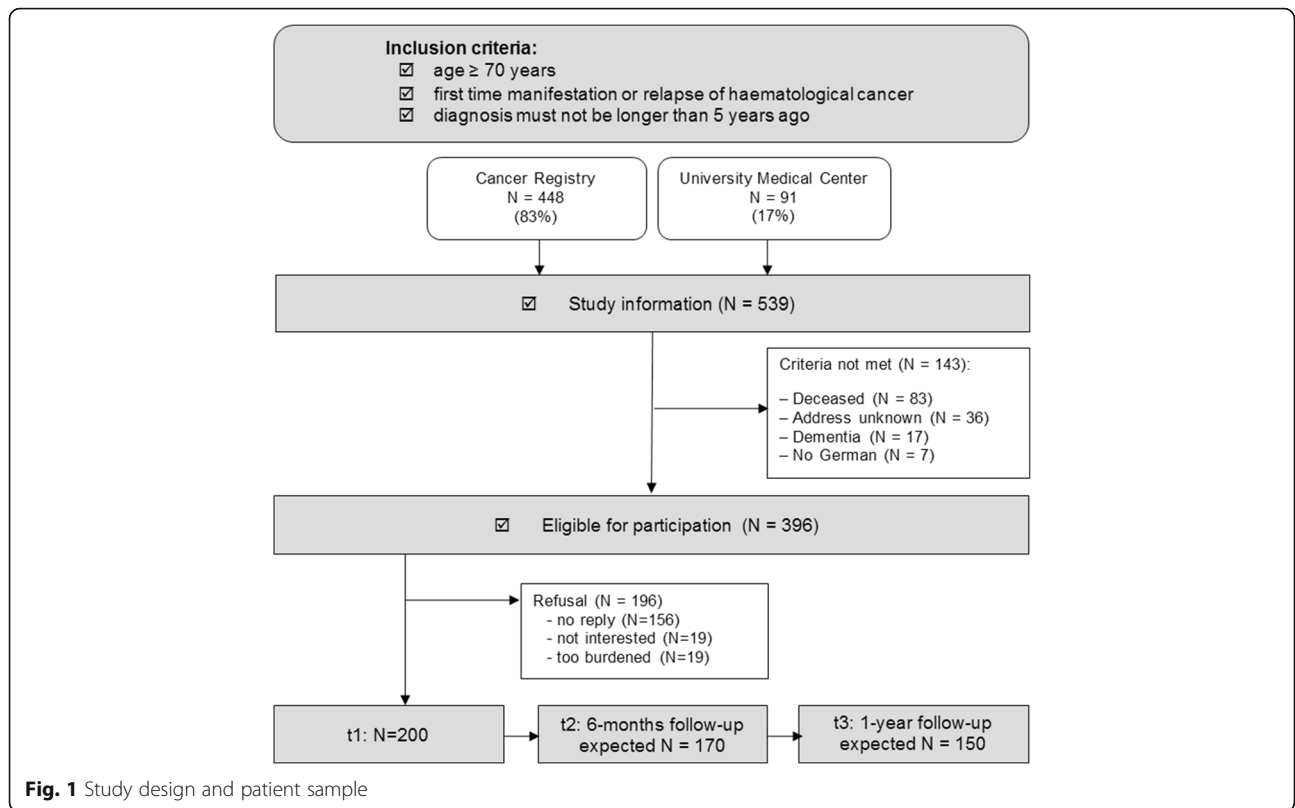 Inclusion criteria:
☑ age ≥ 70 years
☑ first time manifestation or relapse of haematological cancer
☑ diagnosis must not be longer than 5 years ago
Cancer Registry
N = 448
(83%)
University Medical Center
N = 91
(17%)
☑ Study information (N = 539)
Criteria not met (N = 143):
– Deceased (N = 83)
– Address unknown (N = 36)
– Dementia (N = 17)
– No German (N = 7)
☑ Eligible for participation (N = 396)
Refusal (N = 196)
- no reply (N=156)
- not interested (N=19)
- too burdened (N=19)
t1: N=200
t2: 6-months follow-up
expected N = 170
t3: 1-year follow-up
expected N = 150
Fig. 1 Study design and patient sample